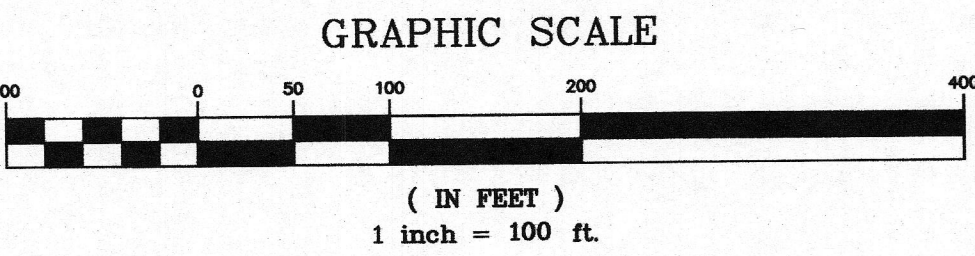 GRAPHIC SCALE
00 0 50 100 200 400
( IN FEET )
1 inch = 100 ft.